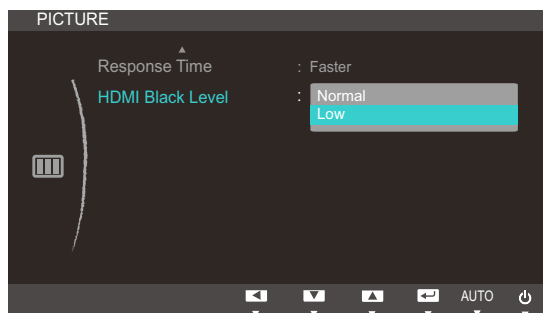 PICTURE
Response Time : Faster
HDMI Black Level : Normal
Low
AUTO